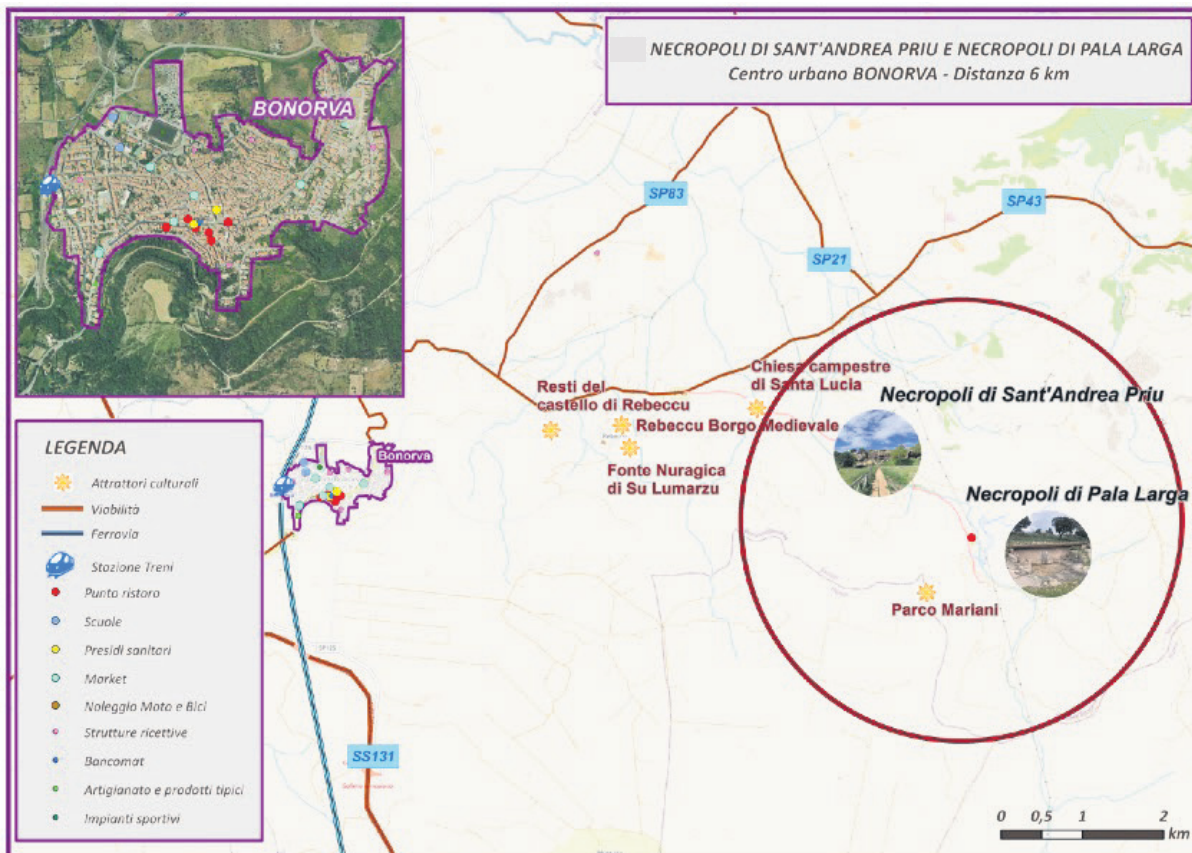 NECROPOLI DI SANT'ANDREA PRIU E NECROPOLI DI PALA LARGA
Centro urbano BONORVA - Distanza 6 km
BONORVA
SP83
SP43
SP21
Chiesa campestre
di Santa Lucia
Resti del
castello di Rebeccu
Necropoli di Sant'Andrea Priu
Rebeccu Borgo Medievale
Fonte Nuragica
di Su Lumarzu
Bonorva
Necropoli di Pala Larga
Parco Mariani
SS131
LEGENDA
Attrattori culturali
Viabilità
Ferrovia
Stazione Treni
Punto ristoro
Scuole
Presidi sanitari
Market
Noleggio Moto e Bici
Strutture ricettive
Bancomat
Artigianato e prodotti tipici
Impianti sportivi
0 0,5 1 2
km